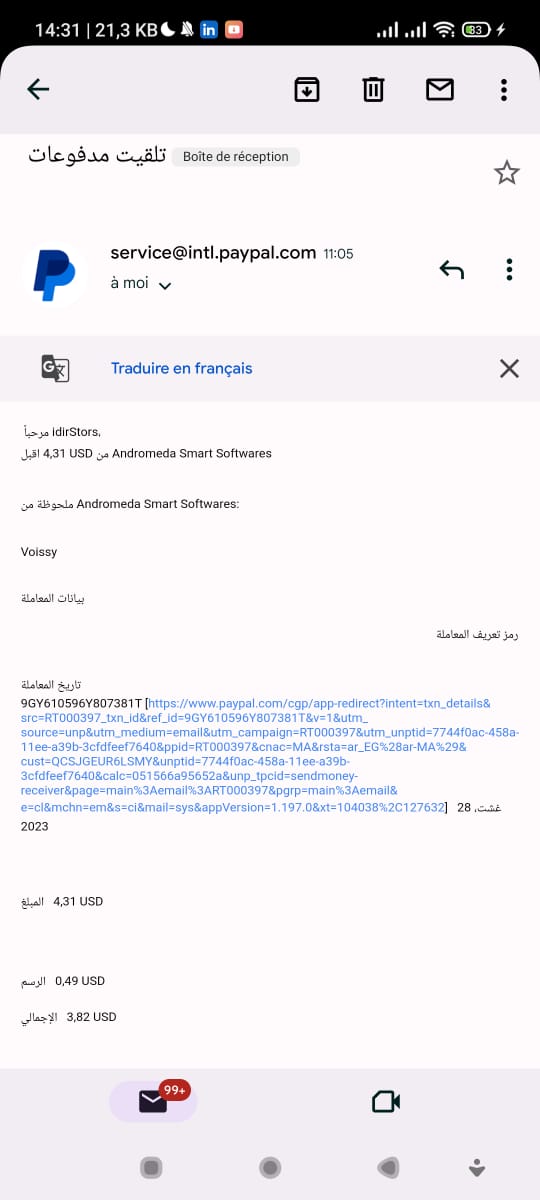 14:31 | 21,3 KB
83
تلقيت مدفوعات Boîte de réception
service@intl.paypal.com 11:05
à moi
Traduire en français
مرحباً idirStors,
اقبل 4,31 USD من Andromeda Smart Softwares
ملحوظة من Andromeda Smart Softwares:
Voissy
بيانات المعاملة
رمز تعريف المعاملة
تاريخ المعاملة
9GY610596Y807381T [https://www.paypal.com/cgp/app-redirect?intent=txn_details&
src=RT000397_txn_id&ref_id=9GY610596Y807381T&v=1&utm_
source=unp&utm_medium=email&utm_campaign=RT000397&utm_unptid=7744f0ac-458a-
11ee-a39b-3cfdfeef7640&ppid=RT000397&cnac=MA&rsta=ar_EG%28ar-MA%29&
cust=QCSJGEUR6LSMY&unptid=7744f0ac-458a-11ee-a39b-
3cfdfeef7640&calc=051566a95652a&unp_tpcid=sendmoney-
receiver&page=main%3Aemail%3ART000397&pgrp=main%3Aemail&
e=cl&mchn=em&s=ci&mail=sys&appVersion=1.197.0&xt=104038%2C127632] 28 غشت،
2023
المبلغ 4,31 USD
الرسم 0,49 USD
الإجمالي 3,82 USD
99+